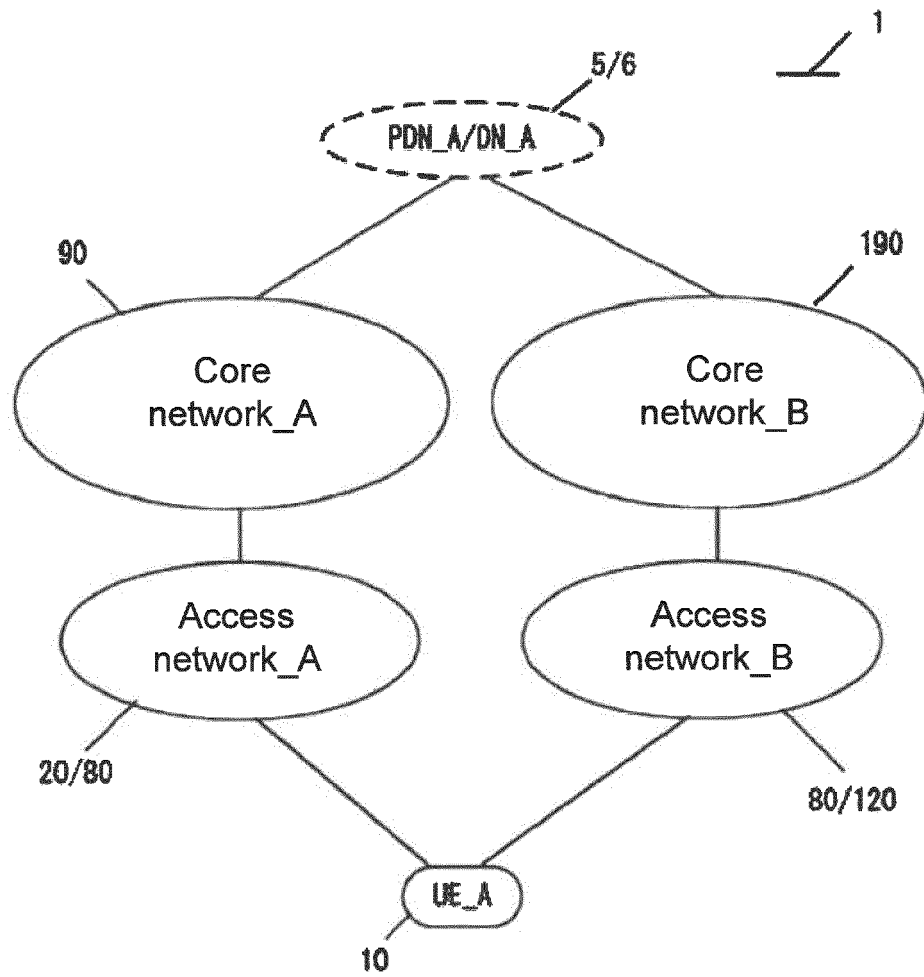 1
5/6
PDN_A/DN_A
90
190
Core
network_A
Core
network_B
Access
network_A
Access
network_B
20/80
80/120
UE_A
10